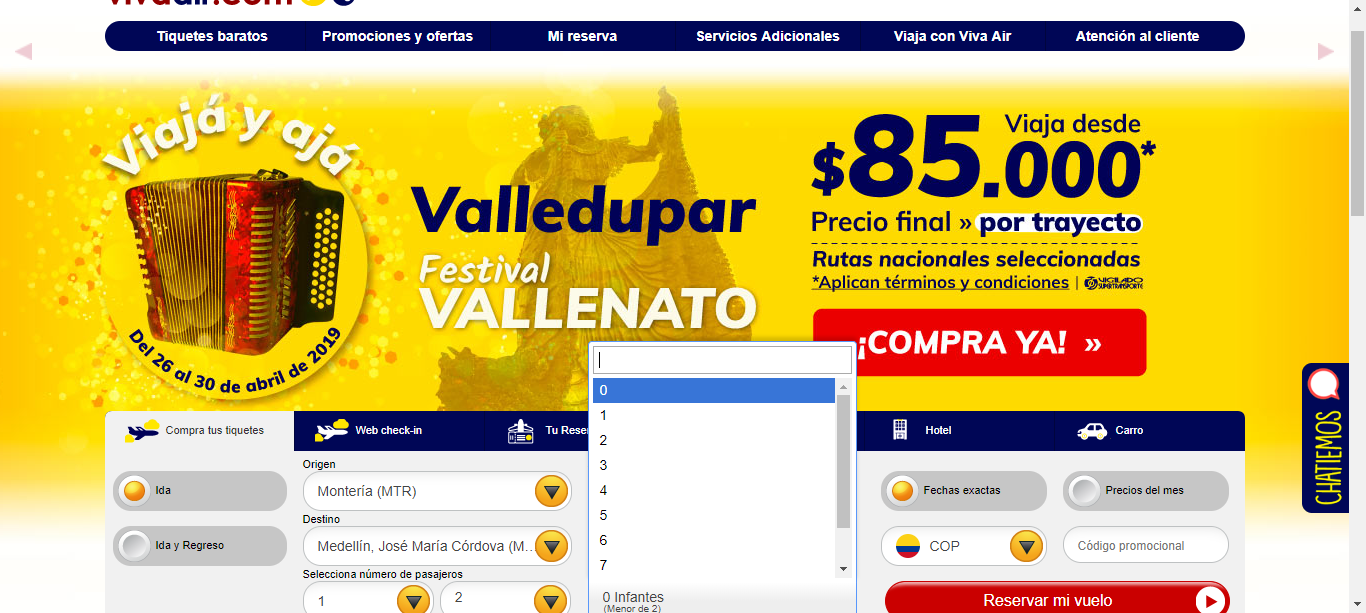 vivaair.com
Tiquetes baratos
Promociones y ofertas
Mi reserva
Servicios Adicionales
Viaja con Viva Air
Atención al cliente
Viajá y ajá
Del 26 al 30 de abril de 2019
Valledupar
Festival
VALLENATO
Viaja desde
$85.000*
Precio final » por trayecto
Rutas nacionales seleccionadas
*Aplican términos y condiciones | VIGILADO
SUPERTRANSPORTE
¡COMPRA YA! »
CHATIEMOS
0
1
2
3
4
5
6
7
0 Infantes
(Menor de 2)
Compra tus tiquetes
Web check-in
Tu Rese
Hotel
Carro
Ida
Ida y Regreso
Origen
Montería (MTR)
Destino
Medellín, José María Córdova (M...
Selecciona número de pasajeros
1
2
Fechas exactas
Precios del mes
COP
Código promocional
Reservar mi vuelo